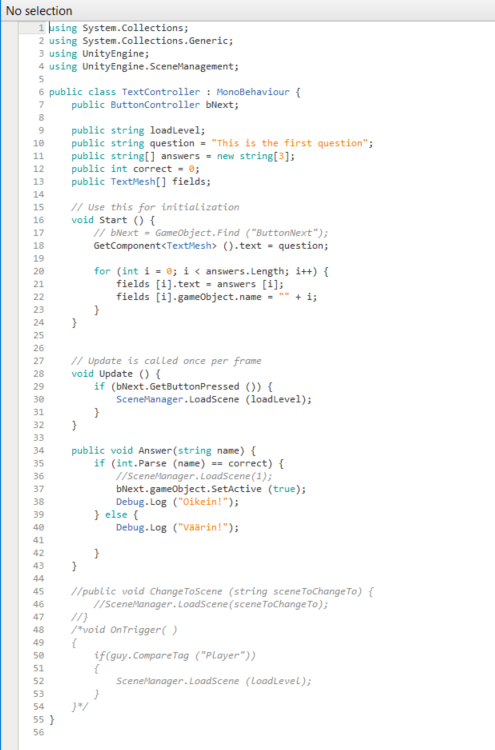 No selection
1 using System.Collections;
2 using System.Collections.Generic;
3 using UnityEngine;
4 using UnityEngine.SceneManagement;
5
6 public class TextController : MonoBehaviour {
7     public ButtonController bNext;
8
9     public string loadLevel;
10     public string question = "This is the first question";
11     public string[] answers = new string[3];
12     public int correct = 0;
13     public TextMesh[] fields;
14
15     // Use this for initialization
16     void Start () {
17         // bNext = GameObject.Find ("ButtonNext");
18         GetComponent<TextMesh> ().text = question;
19
20         for (int i = 0; i < answers.Length; i++) {
21             fields [i].text = answers [i];
22             fields [i].gameObject.name = "" + i;
23         }
24     }
25
26
27     // Update is called once per frame
28     void Update () {
29         if (bNext.GetButtonPressed ()) {
30             SceneManager.LoadScene (loadLevel);
31         }
32     }
33
34     public void Answer(string name) {
35         if (int.Parse (name) == correct) {
36             //SceneManager.LoadScene(1);
37             bNext.gameObject.SetActive (true);
38             Debug.Log ("Oikein!");
39         } else {
40             Debug.Log ("Väärin!");
41
42         }
43     }
44
45     //public void ChangeToScene (string sceneToChangeTo) {
46         //SceneManager.LoadScene(sceneToChangeTo);
47     //}
48     /*void OnTrigger( )
49     {
50         if(guy.CompareTag ("Player"))
51         {
52             SceneManager.LoadScene (loadLevel);
53         }
54     }*/
55 }
56